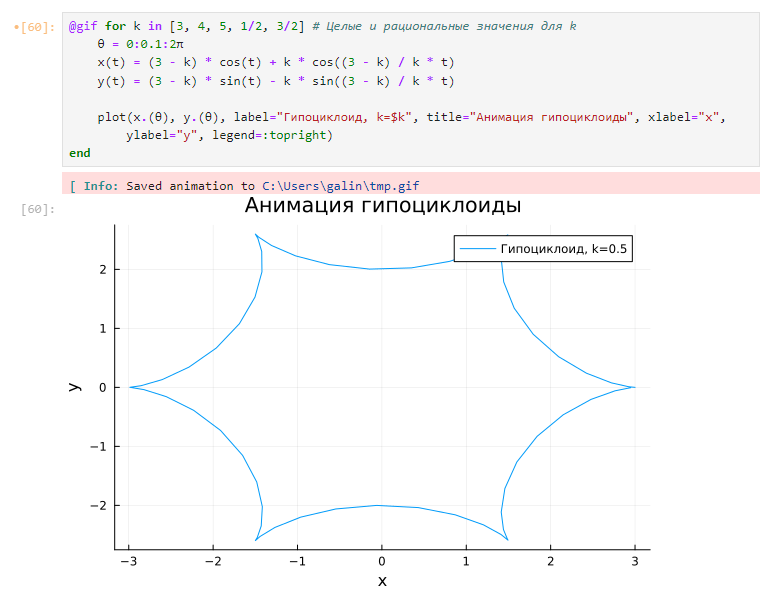 •[60]: @gif for k in [3, 4, 5, 1/2, 3/2] # Целые и рациональные значения для k
θ = 0:0.1:2π
x(t) = (3 - k) * cos(t) + k * cos((3 - k) / k * t)
y(t) = (3 - k) * sin(t) - k * sin((3 - k) / k * t)
plot(x.(θ), y.(θ), label="Гипоциклоид, k=$k", title="Анимация гипоциклоиды", xlabel="x",
ylabel="y", legend=:topright)
end
[ Info: Saved animation to C:\Users\galin\tmp.gif
[60]:
Анимация гипоциклоиды
Гипоциклоид, k=0.5
2
1
0
−1
−2
y
−3 −2 −1 0 1 2 3
x